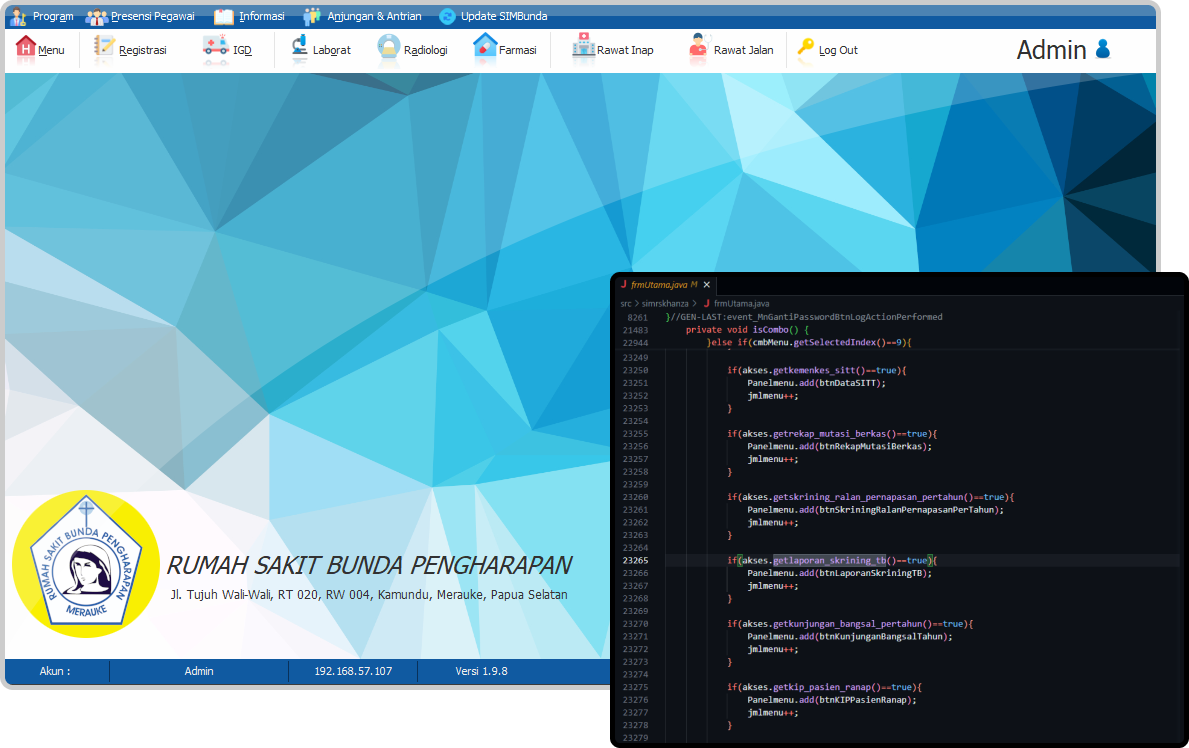 Program Presensi Pegawai Informasi Anjungan & Antrian Update SIMBunda
Menu Registrasi IGD Laborat Radiologi Farmasi Rawat Inap Rawat Jalan Log Out Admin
RUMAH SAKIT BUNDA PENGHARAPAN
MERAUKE
RUMAH SAKIT BUNDA PENGHARAPAN
Jl. Tujuh Wali-Wali, RT 020, RW 004, Kamundu, Merauke, Papua Selatan
Akun : Admin 192.168.57.107 Versi 1.9.8
J frmUtama.java M ✕
src > simrskhanza > J frmUtama.java
8261 }//GEN-LAST:event_MnGantiPasswordBtnLogActionPerformed
21483 private void isCombo() {
22944 }else if(cmbMenu.getSelectedIndex()==9){
23249
23250 if(akses.getkemenkes_sitt()==true){
23251 Panelmenu.add(btnDataSITT);
23252 jmlmenu++;
23253 }
23254
23255 if(akses.getrekap_mutasi_berkas()==true){
23256 Panelmenu.add(btnRekapMutasiBerkas);
23257 jmlmenu++;
23258 }
23259
23260 if(akses.getskrining_ralan_pernapasan_pertahun()==true){
23261 Panelmenu.add(btnSkriningRalanPernapasanPerTahun);
23262 jmlmenu++;
23263 }
23264
23265 if(akses.getlaporan_skrining_tb()==true){
23266 Panelmenu.add(btnLaporanSkriningTB);
23267 jmlmenu++;
23268 }
23269
23270 if(akses.getkunjungan_bangsal_pertahun()==true){
23271 Panelmenu.add(btnKunjunganBangsalTahun);
23272 jmlmenu++;
23273 }
23274
23275 if(akses.getkip_pasien_ranap()==true){
23276 Panelmenu.add(btnKIPPasienRanap);
23277 jmlmenu++;
23278 }
23279